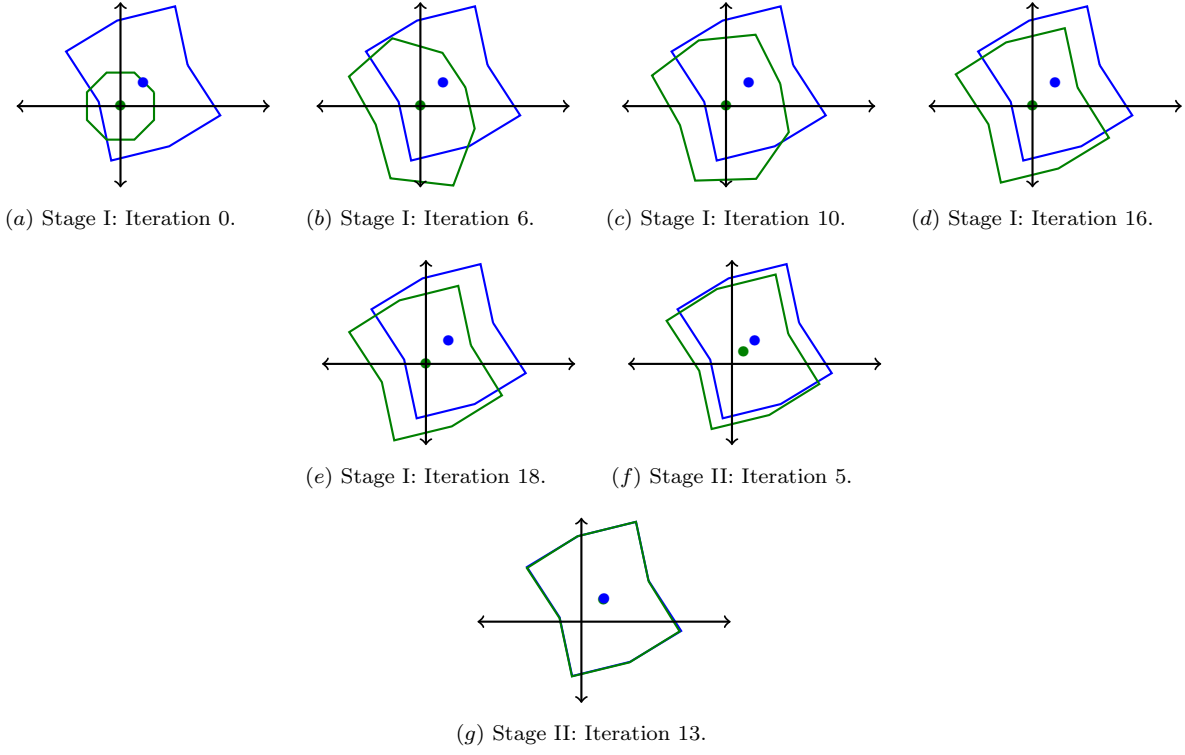 (a) Stage I: Iteration 0.
(b) Stage I: Iteration 6.
(c) Stage I: Iteration 10.
(d) Stage I: Iteration 16.
(e) Stage I: Iteration 18.
(f) Stage II: Iteration 5.
(g) Stage II: Iteration 13.